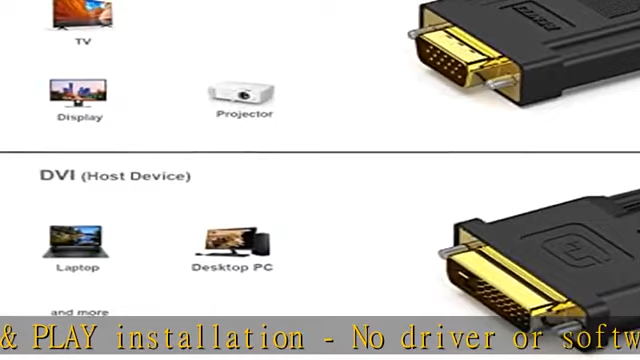 TV
Display
Projector
DVI (Host Device)
Laptop
Desktop PC
and more
& PLAY installation - No driver or softw